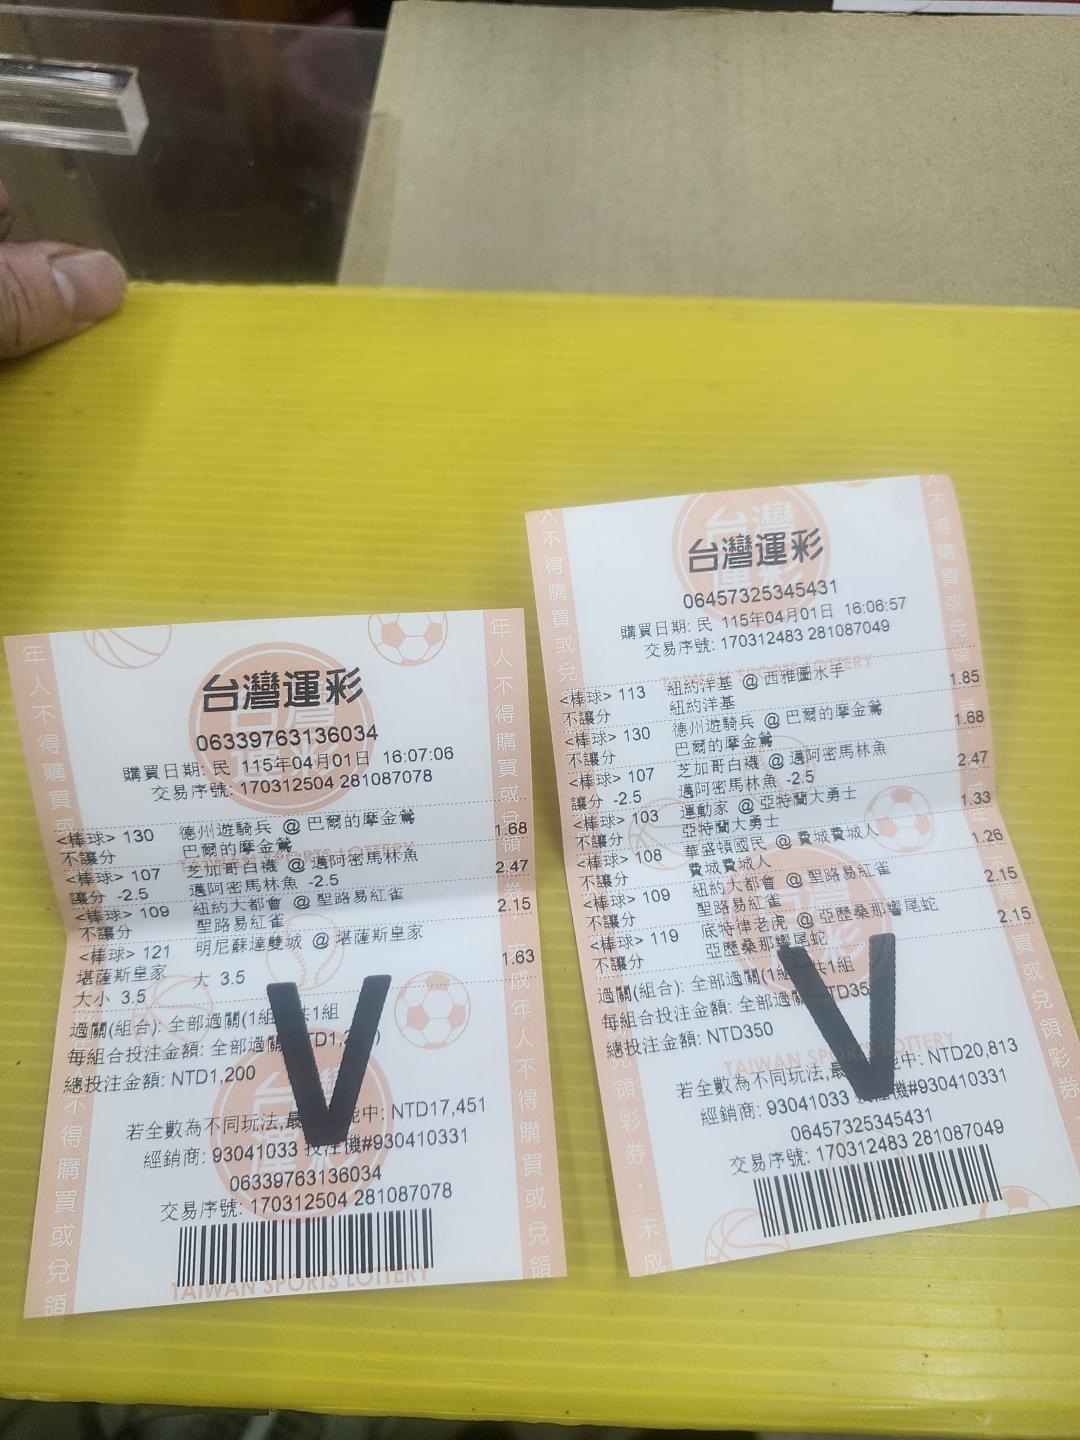 台灣運彩
06339763136034
購買日期: 民 115年04月01日 16:07:06
交易序號: 170312504 281087078
<棒球> 130 德州遊騎兵 @ 巴爾的摩金鶯
不讓分 巴爾的摩金鶯 1.68
<棒球> 107 芝加哥白襪 @ 邁阿密馬林魚
讓分 -2.5 邁阿密馬林魚 -2.5 2.47
<棒球> 109 紐約大都會 @ 聖路易紅雀
不讓分 聖路易紅雀 2.15
<棒球> 121 明尼蘇達雙城 @ 堪薩斯皇家
堪薩斯皇家 大 3.5 1.63
大小 3.5
過關(組合): 全部過關(1組 共1組
每組合投注金額: 全部過關 TD1,2
總投注金額: NTD1,200
若全數為不同玩法,最 能中: NTD17,451
經銷商: 93041033 投注機#930410331
06339763136034
交易序號: 170312504 281087078
TAIWAN SPORTS LOTTERY
台灣運彩
06457325345431
購買日期: 民 115年04月01日 16:06:57
交易序號: 170312483 281087049
TAIWAN SPORTS LOTTERY
<棒球> 113 紐約洋基 @ 西雅圖水手
不讓分 紐約洋基 1.85
<棒球> 130 德州遊騎兵 @ 巴爾的摩金鶯
不讓分 巴爾的摩金鶯 1.68
<棒球> 107 芝加哥白襪 @ 邁阿密馬林魚
讓分 -2.5 邁阿密馬林魚 -2.5 2.47
<棒球> 103 運動家 @ 亞特蘭大勇士
不讓分 亞特蘭大勇士 1.33
<棒球> 108 華盛頓國民 @ 費城費城人
不讓分 費城費城人 1.26
<棒球> 109 紐約大都會 @ 聖路易紅雀
不讓分 聖路易紅雀 2.15
<棒球> 119 底特律老虎 @ 亞歷桑那響尾蛇
不讓分 亞歷桑那響尾蛇 2.15
過關(組合): 全部過關(1組 共1組
每組合投注金額: 全部過關 TD35
總投注金額: NTD350
TAIWAN SPORTS LOTTERY
若全數為不同玩法,最 能中: NTD20,813
經銷商: 93041033 投注機#930410331
06457325345431
交易序號: 170312483 281087049